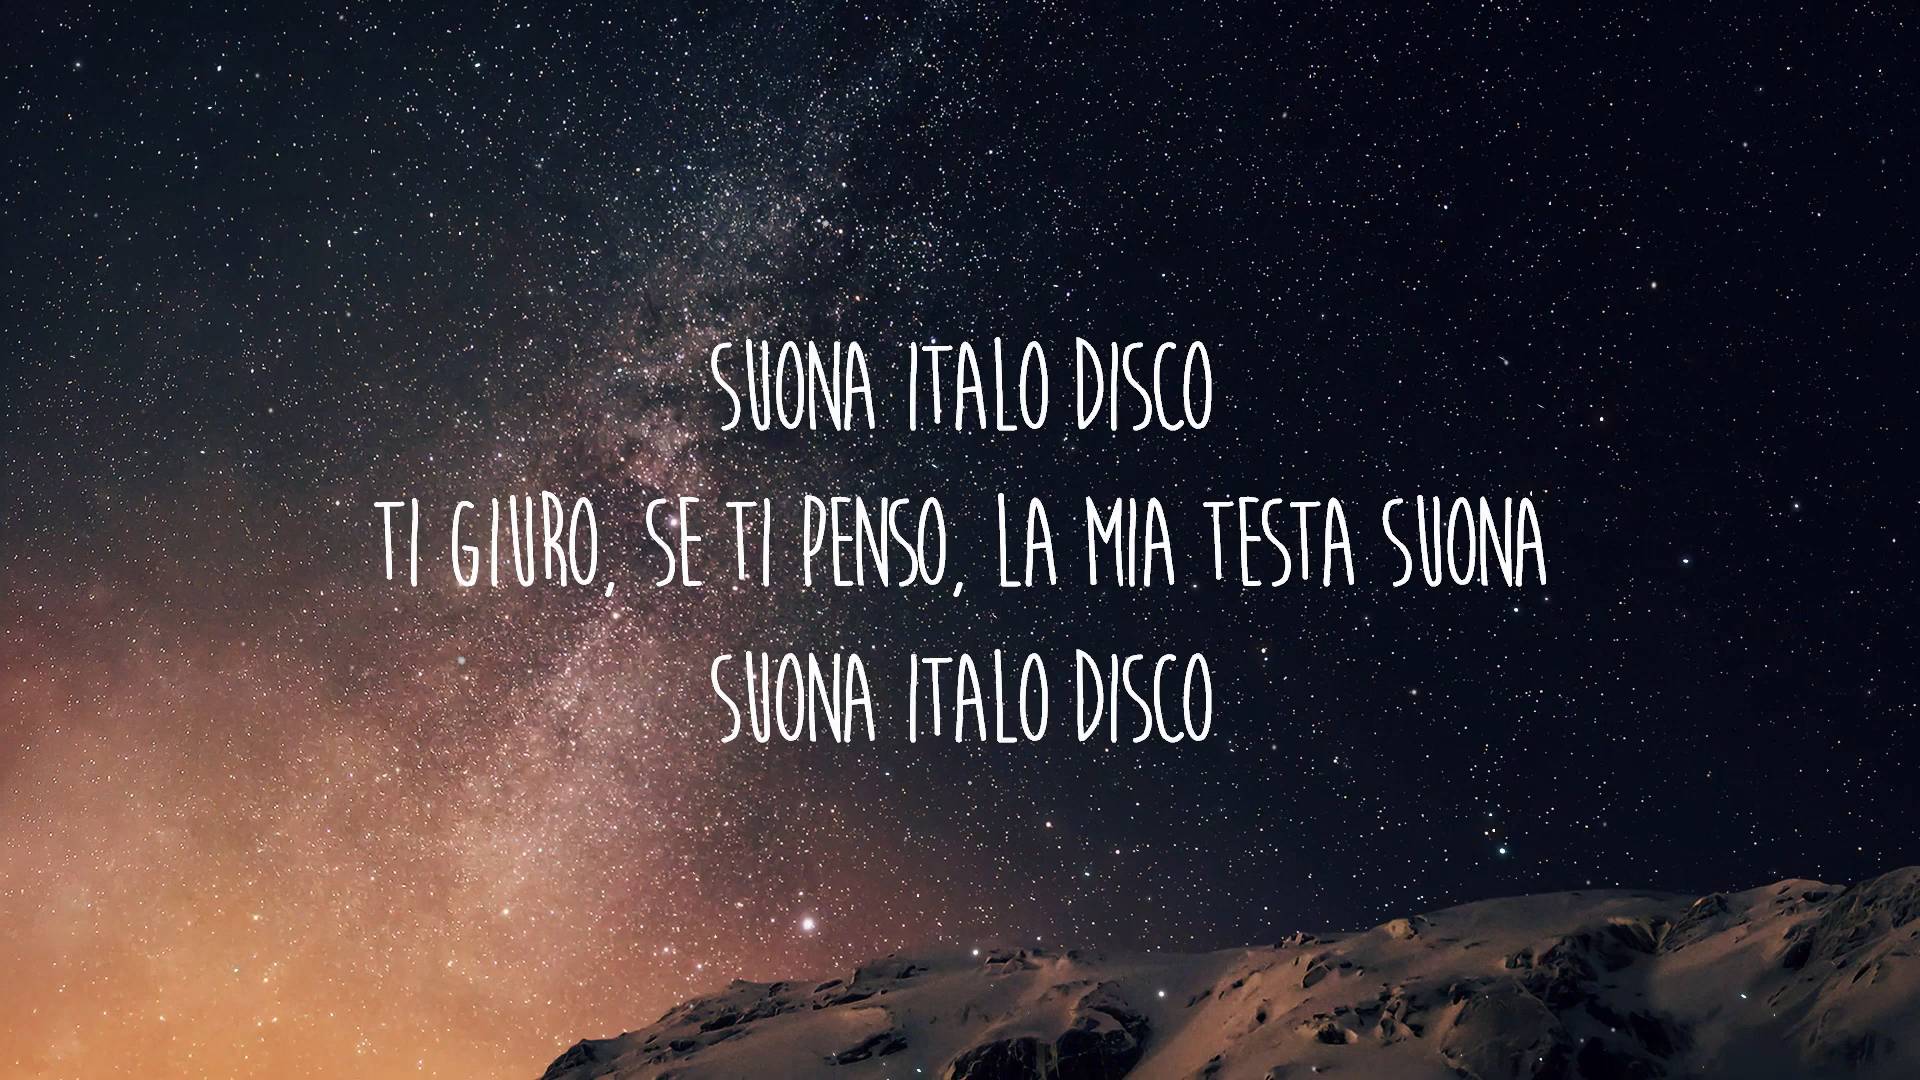 SUONA ITALO DISCO
TI GIURO, SE TI PENSO, LA MIA TESTA SUONA
SUONA ITALO DISCO